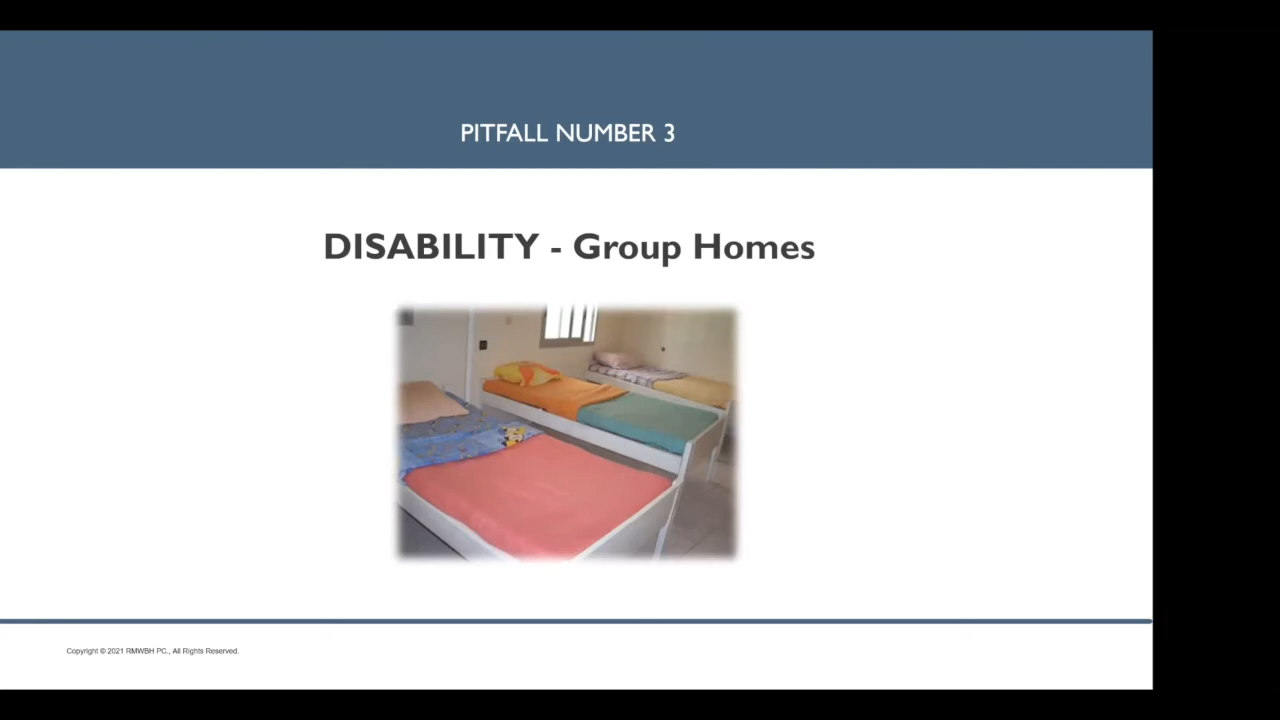 PITFALL NUMBER 3
DISABILITY - Group Homes
Copyright © 2021 RMWBH PC., All Rights Reserved.